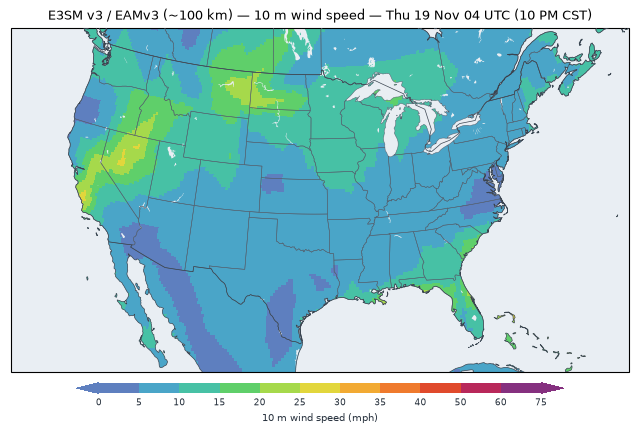 E3SM v3 / EAMv3 (~100 km) — 10 m wind speed — Thu 19 Nov 04 UTC (10 PM CST)
0 5 10 15 20 25 30 35 40 50 60 75
10 m wind speed (mph)